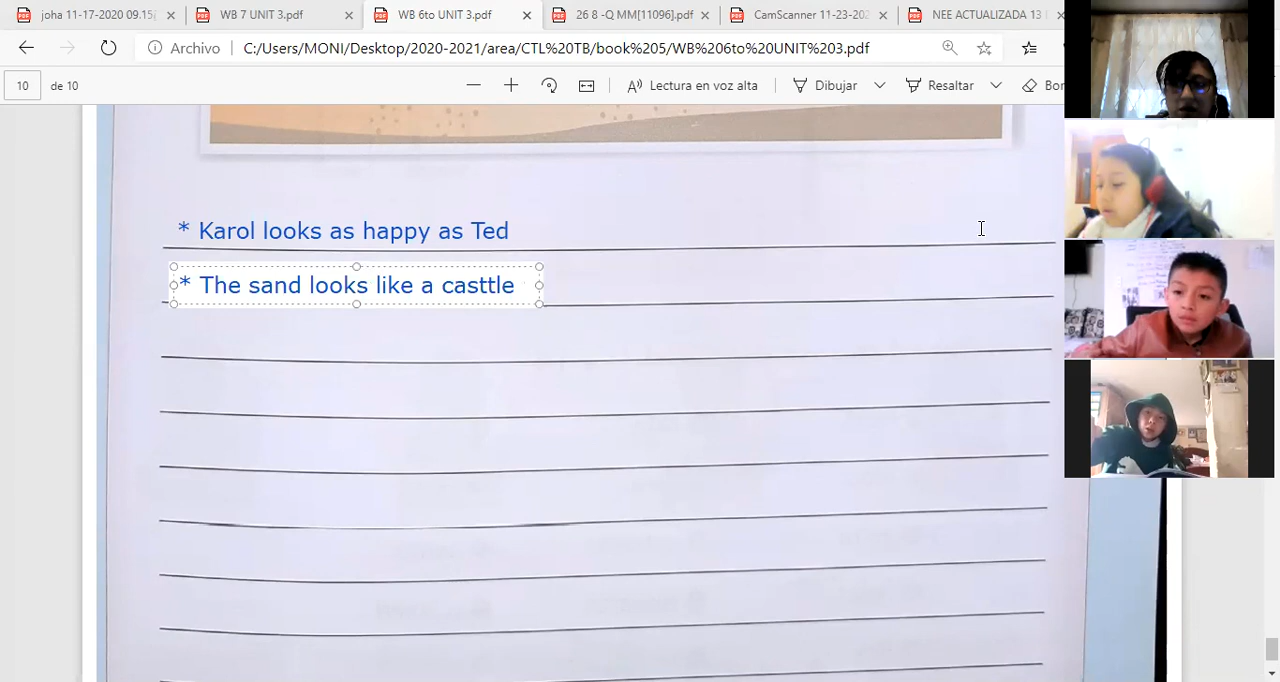 joha 11-17-2020 09.15
WB 7 UNIT 3.pdf
WB 6to UNIT 3.pdf
26 8 -Q MM[11096].pdf
CamScanner 11-23-202
NEE ACTUALIZADA 13
Archivo
C:/Users/MONI/Desktop/2020-2021/area/CTL%20TB/book%205/WB%206to%20UNIT%203.pdf
10 de 10
Lectura en voz alta
Dibujar
Resaltar
Bor
* Karol looks as happy as Ted
* The sand looks like a casttle